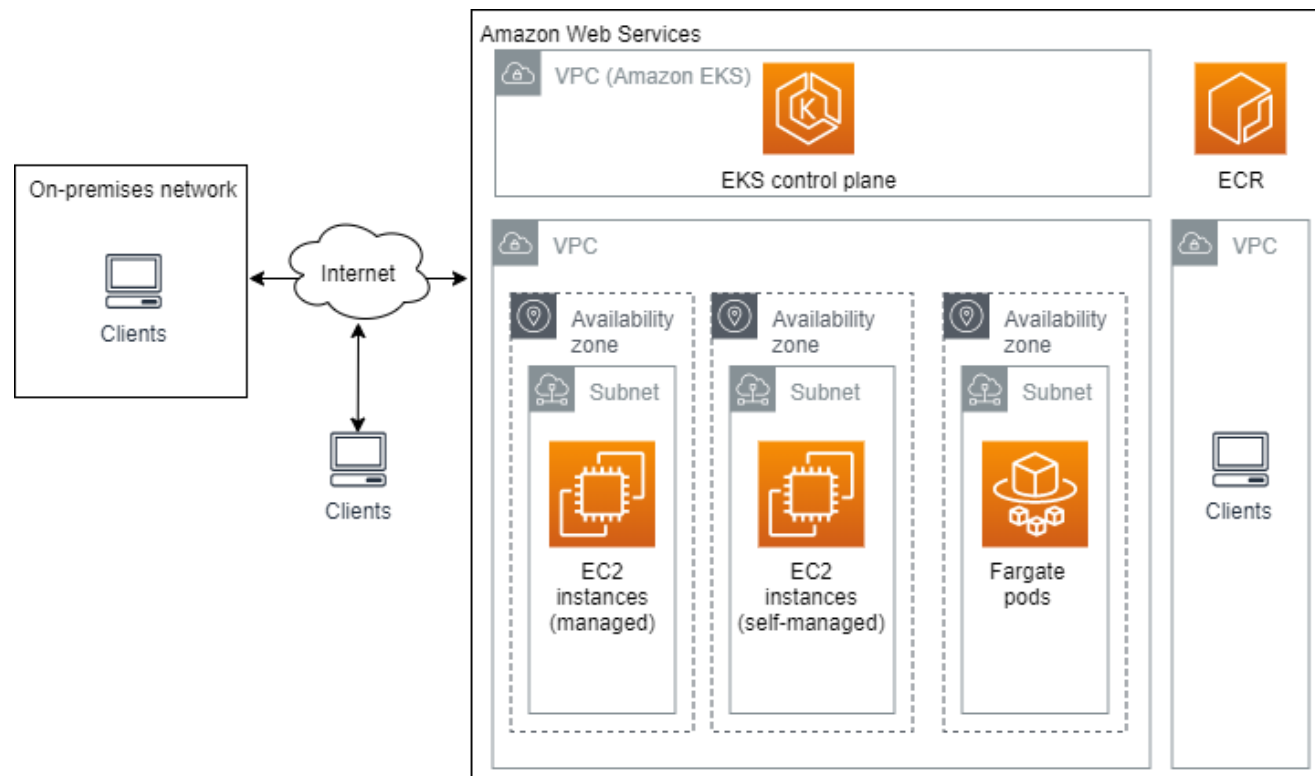 Amazon Web Services
VPC (Amazon EKS)
K
EKS control plane
ECR
On-premises network
Clients
Internet
Clients
VPC
Availability
zone
Subnet
EC2
instances
(managed)
Availability
zone
Subnet
EC2
instances
(self-managed)
Availability
zone
Subnet
Fargate
pods
VPC
Clients